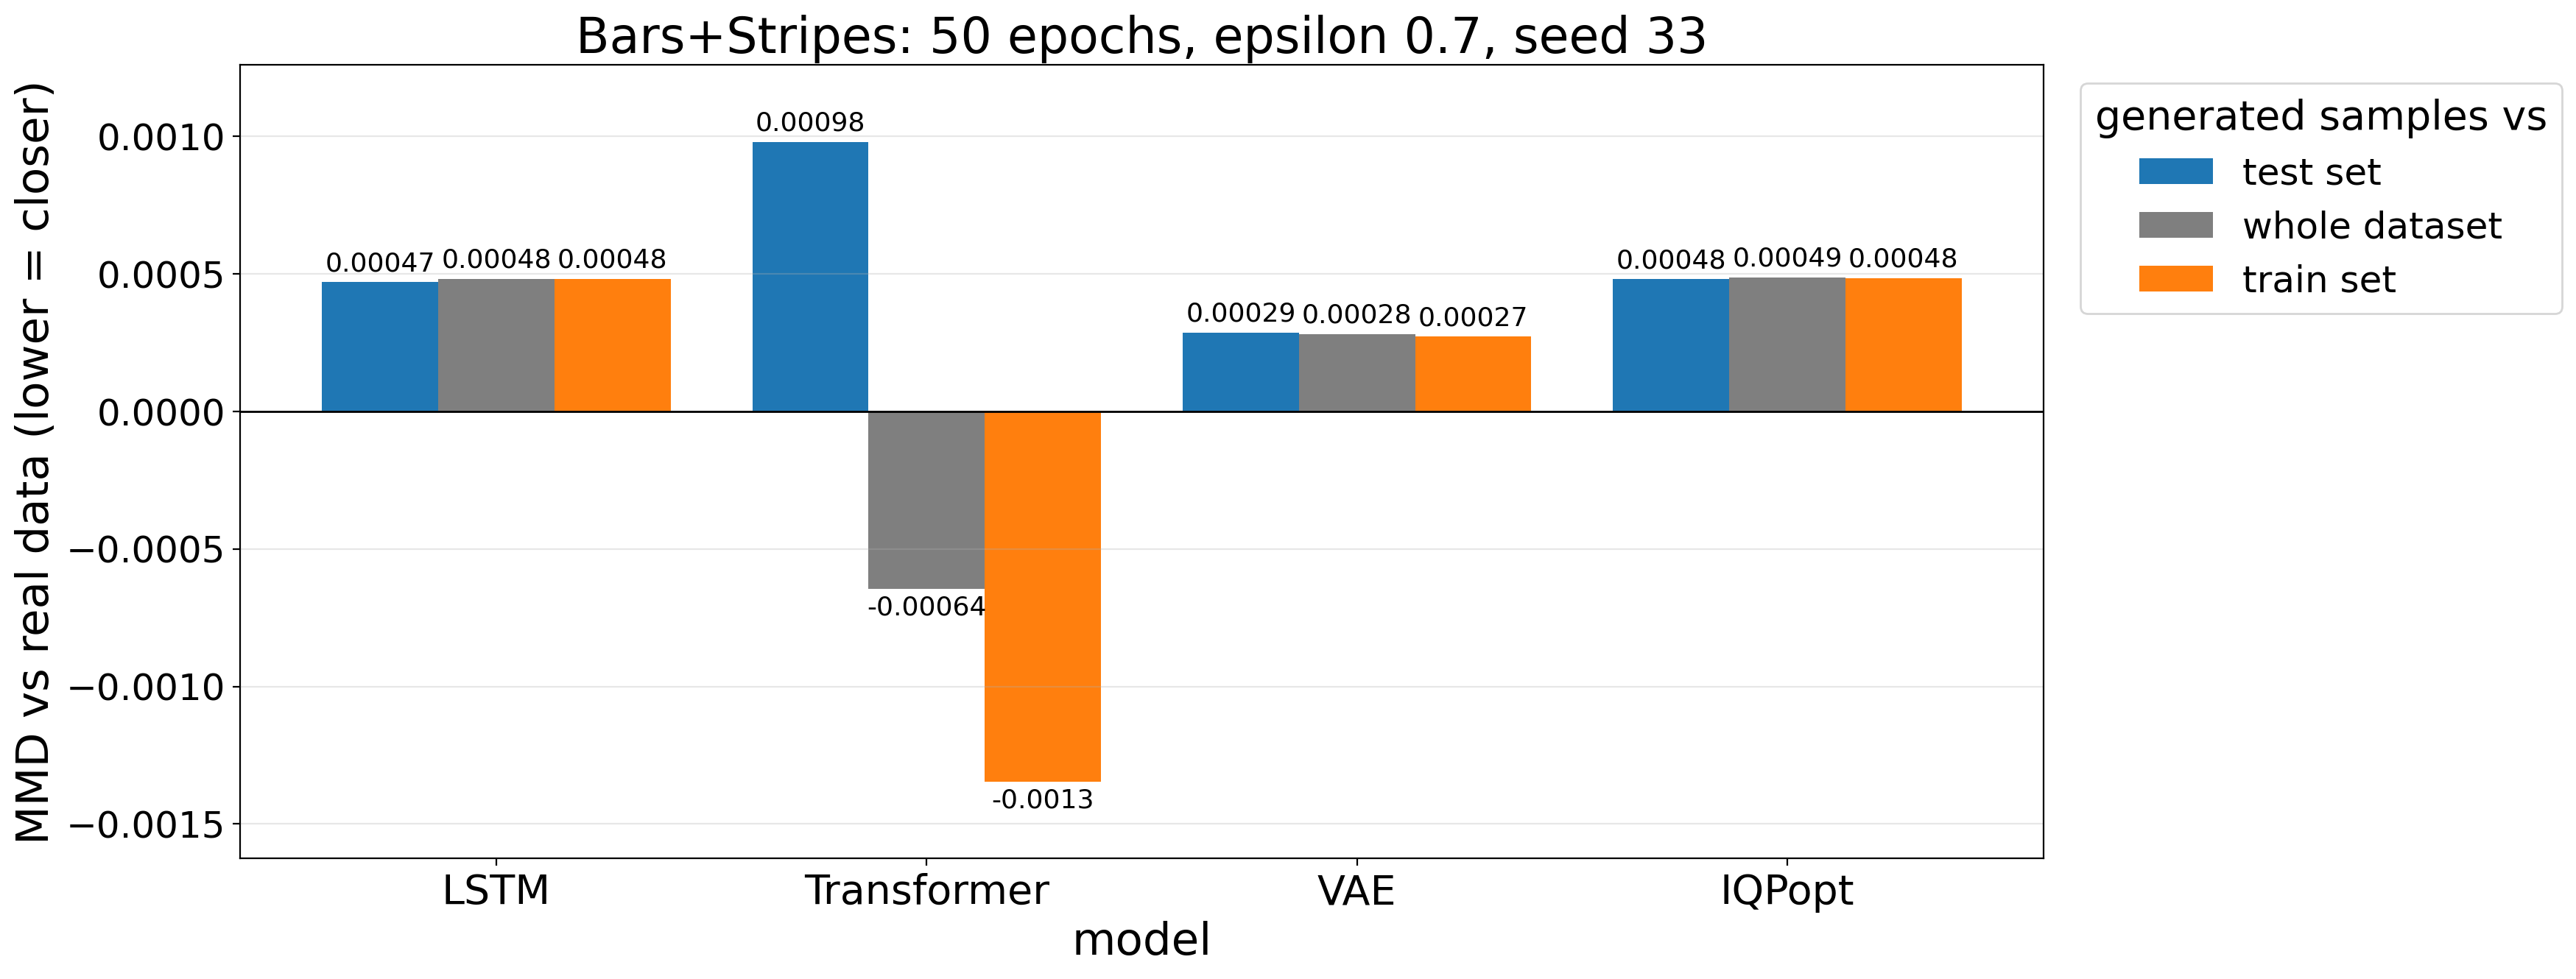 Bars+Stripes: 50 epochs, epsilon 0.7, seed 33
MMD vs real data (lower = closer)
0.0010
0.0005
0.0000
−0.0005
−0.0010
−0.0015
0.00047
0.00048
0.00048
0.00098
-0.00064
-0.0013
0.00029
0.00028
0.00027
0.00048
0.00049
0.00048
LSTM
Transformer
VAE
IQPopt
model
generated samples vs
test set
whole dataset
train set